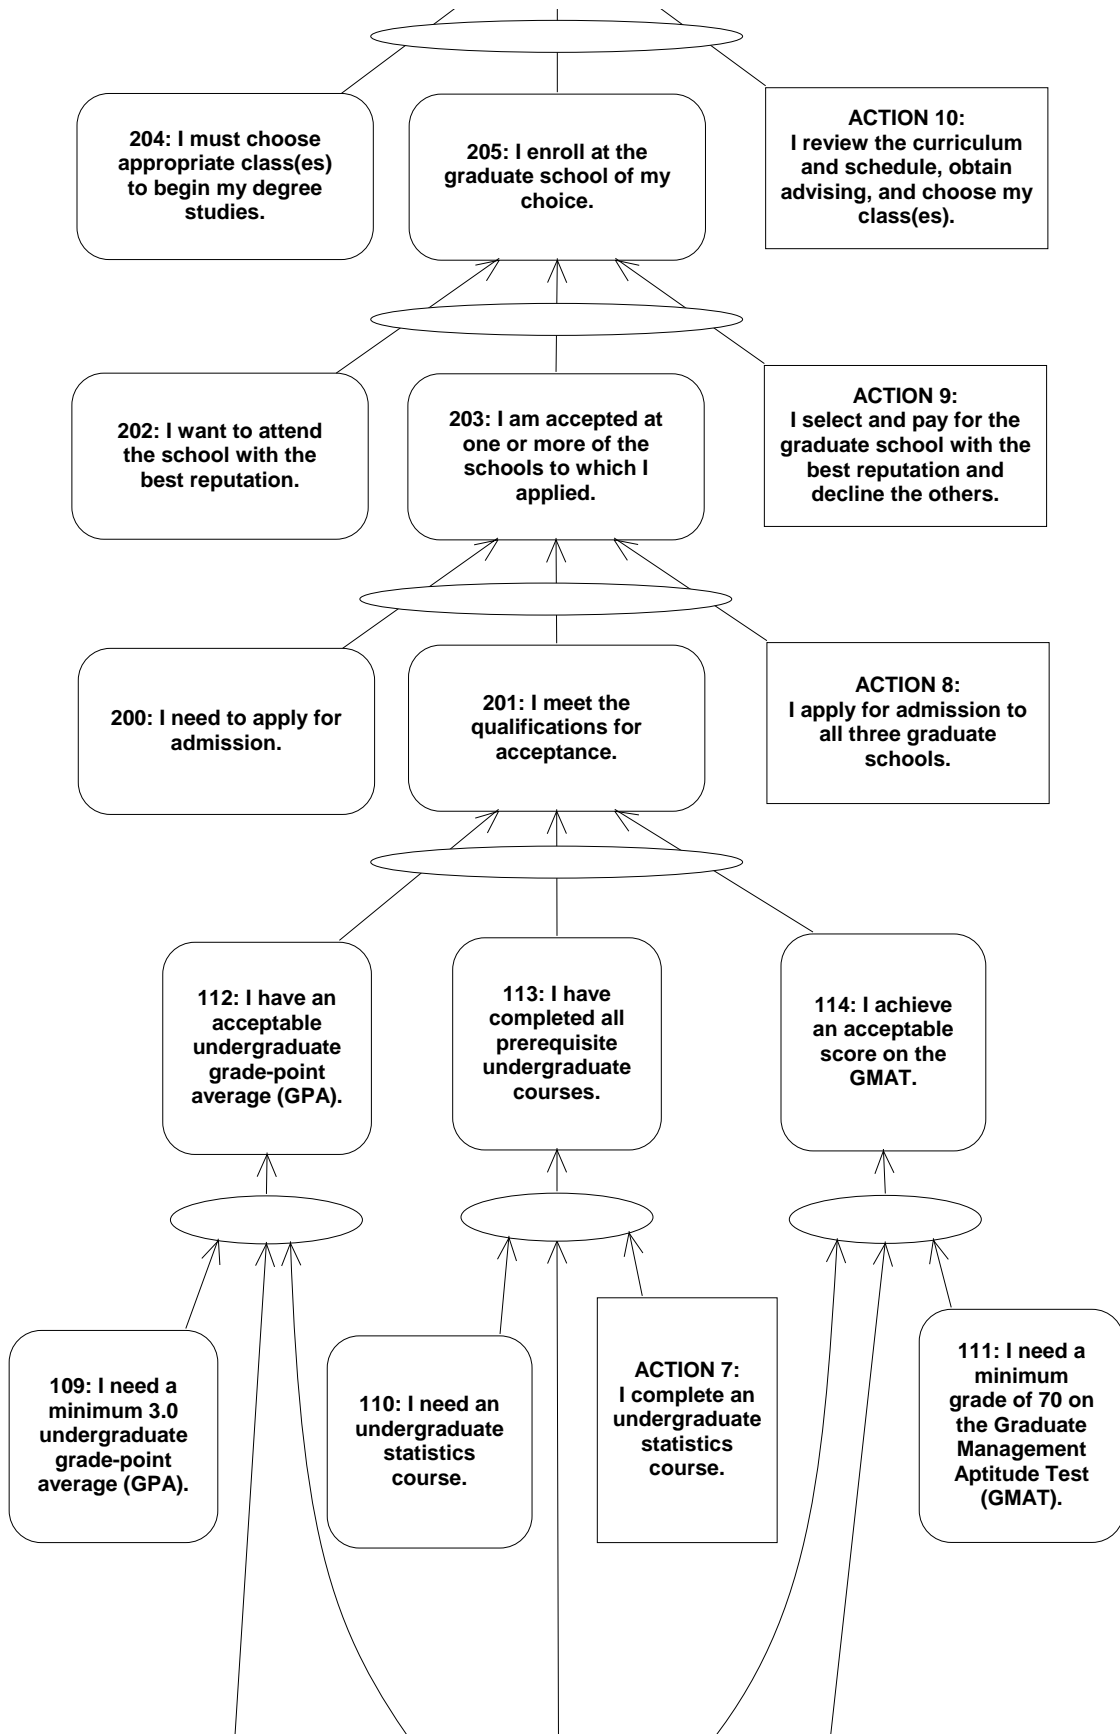 204: I must choose
appropriate class(es)
to begin my degree
studies.
205: I enroll at the
graduate school of my
choice.
ACTION 10:
I review the curriculum
and schedule, obtain
advising, and choose my
class(es).
202: I want to attend
the school with the
best reputation.
203: I am accepted at
one or more of the
schools to which I
applied.
ACTION 9:
I select and pay for the
graduate school with the
best reputation and
decline the others.
200: I need to apply for
admission.
201: I meet the
qualifications for
acceptance.
ACTION 8:
I apply for admission to
all three graduate
schools.
112: I have an
acceptable
undergraduate
grade-point
average (GPA).
113: I have
completed all
prerequisite
undergraduate
courses.
114: I achieve
an acceptable
score on the
GMAT.
109: I need a
minimum 3.0
undergraduate
grade-point
average (GPA).
110: I need an
undergraduate
statistics
course.
ACTION 7:
I complete an
undergraduate
statistics
course.
111: I need a
minimum
grade of 70 on
the Graduate
Management
Aptitude Test
(GMAT).